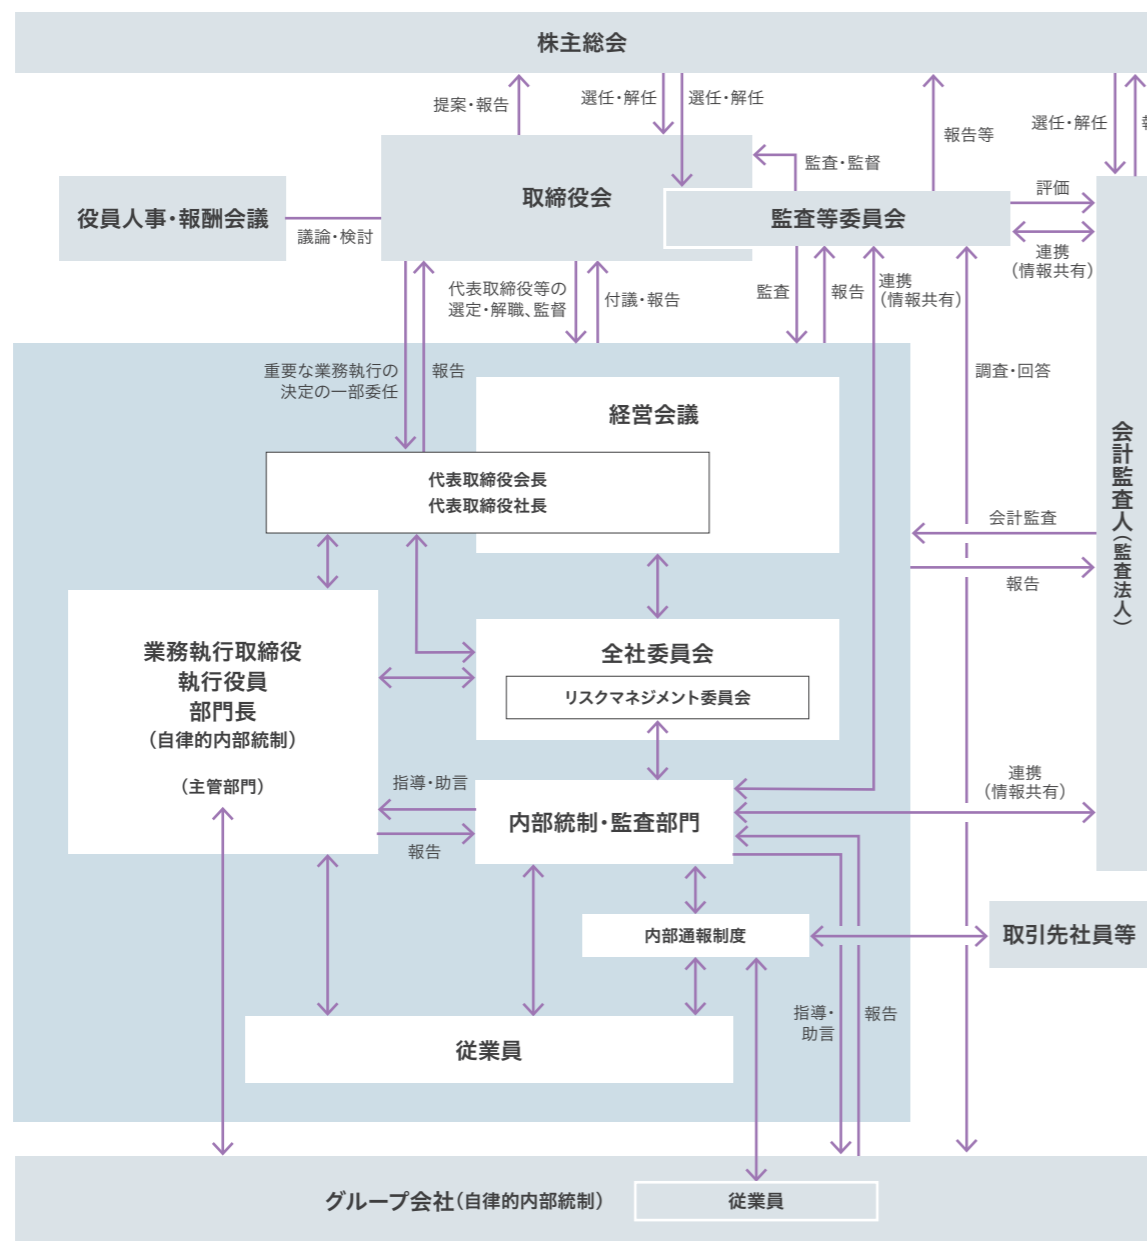 株主総会
提案・報告
選任・解任
選任・解任
報告等
選任・解任
監査・監督
取締役会
監査等委員会
役員人事・報酬会議
議論・検討
評価
連携
（情報共有）
代表取締役等の
選定・解職、監督
付議・報告
監査
報告
連携
（情報共有）
重要な業務執行の
決定の一部委任
報告
調査・回答
経営会議
代表取締役会長
代表取締役社長
会計監査人（監査法人）
会計監査
報告
業務執行取締役
執行役員
部門長
（自律的内部統制）
（主管部門）
全社委員会
リスクマネジメント委員会
指導・助言
報告
内部統制・監査部門
連携
（情報共有）
内部通報制度
取引先社員等
指導・
助言
報告
従業員
グループ会社（自律的内部統制）
従業員